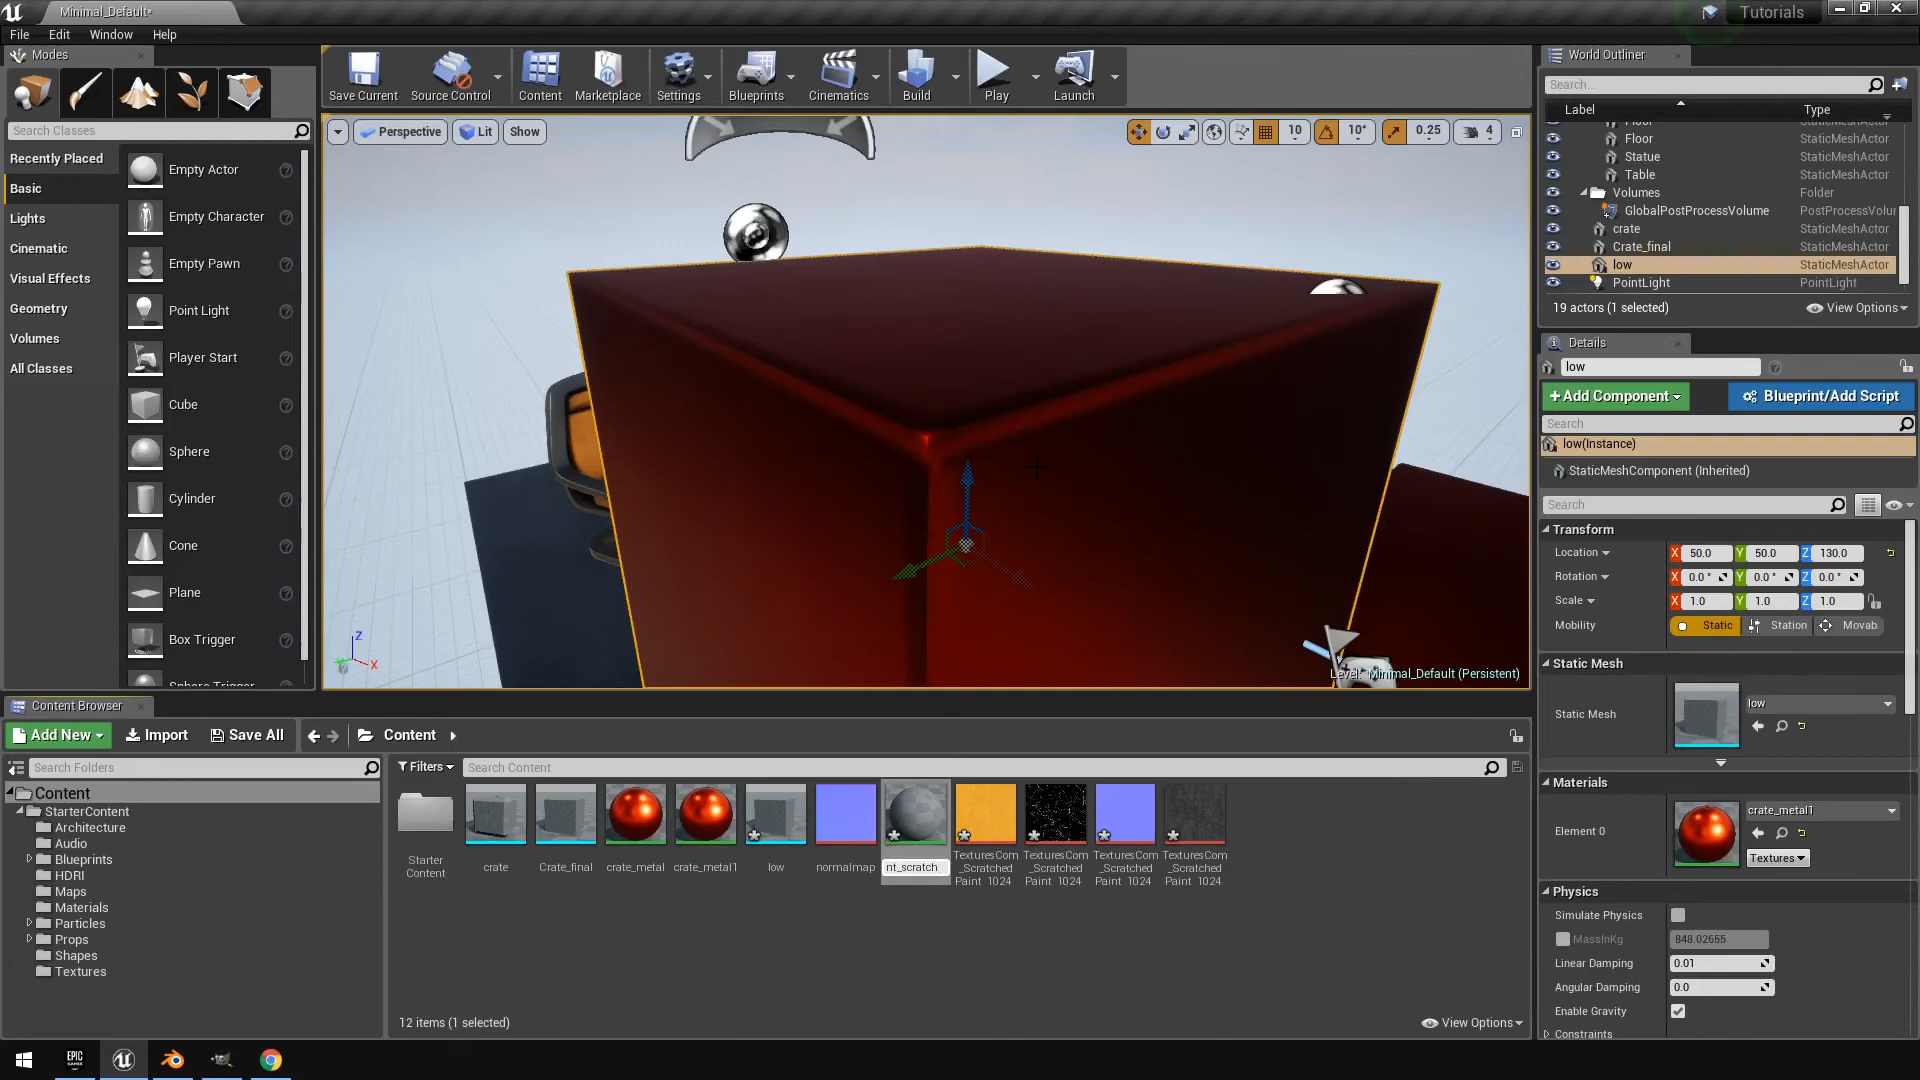 Minimal_Default*
Tutorials
File
Edit
Window
Help
Modes
Search Classes
Recently Placed
Basic
Lights
Cinematic
Visual Effects
Geometry
Volumes
All Classes
Empty Actor
Empty Character
Empty Pawn
Point Light
Player Start
Cube
Sphere
Cylinder
Cone
Plane
Box Trigger
Sphere Trigger
Save Current
Source Control
Content
Marketplace
Settings
Blueprints
Cinematics
Build
Play
Launch
Perspective
Lit
Show
10
10°
0.25
4
Z
X
Level: Minimal_Default (Persistent)
World Outliner
Search...
Label
Type
Floor
StaticMeshActor
Floor
StaticMeshActor
Statue
StaticMeshActor
Table
StaticMeshActor
Volumes
Folder
GlobalPostProcessVolume
PostProcessVolur
crate
StaticMeshActor
Crate_final
StaticMeshActor
low
StaticMeshActor
PointLight
PointLight
19 actors (1 selected)
View Options
Details
low
+Add Component
Blueprint/Add Script
Search
low(Instance)
StaticMeshComponent (Inherited)
Search
Transform
Location
X 50.0 Y 50.0 Z 130.0
Rotation
X 0.0 ° Y 0.0 ° Z 0.0 °
Scale
X 1.0 Y 1.0 Z 1.0
Mobility
Static
Station
Movab
Static Mesh
Static Mesh
low
Materials
Element 0
crate_metal1
Textures
Physics
Simulate Physics
MassInKg
848.02655
Linear Damping
0.01
Angular Damping
0.0
Enable Gravity
Constraints
Content Browser
Add New
Import
Save All
Content
Search Folders
Filters
Search Content
Content
StarterContent
Architecture
Audio
Blueprints
HDRI
Maps
Materials
Particles
Props
Shapes
Textures
Starter
Content
crate
Crate_final
crate_metal
crate_metal1
low
normalmap
nt_scratch
TexturesCom
_Scratched
Paint_1024
TexturesCom
_Scratched
Paint_1024
TexturesCom
_Scratched
Paint_1024
TexturesCom
_Scratched
Paint_1024
12 items (1 selected)
View Options
EPIC
GAMES